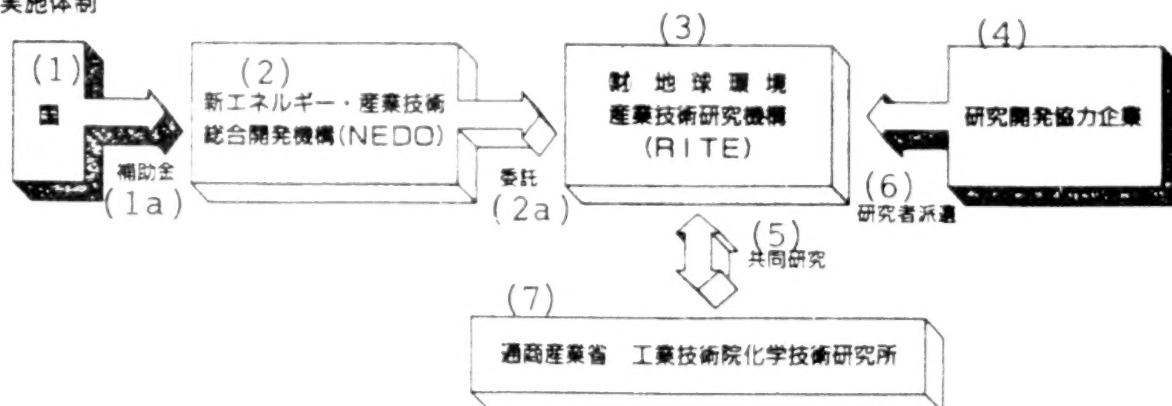 実施体制
(1)
国
(1a)
補助金
(2)
新エネルギー・産業技術
総合開発機構(NEDO)
委託
(2a)
(3)
財 地 球 環 境
産業技術研究機構
(RITE)
(4)
研究開発協力企業
(6)
研究者派遣
(5)
共同研究
(7)
通商産業省 工業技術院化学技術研究所